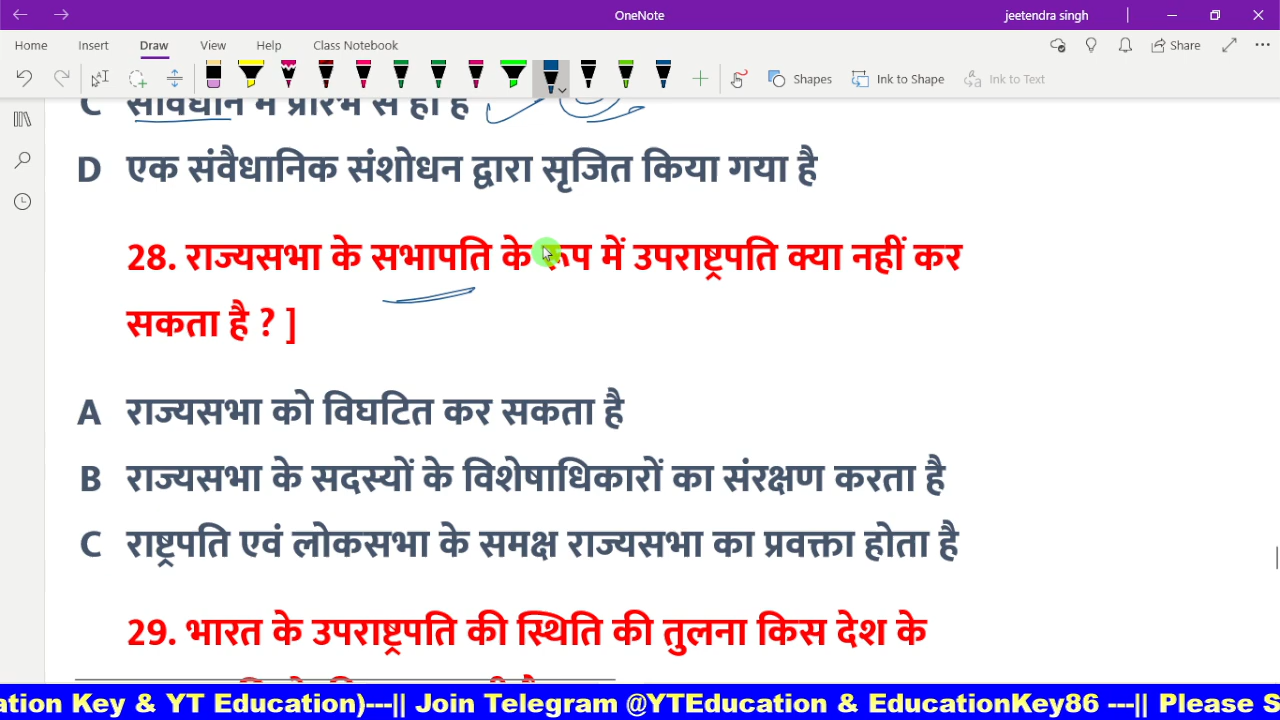 OneNote
jeetendra singh
Home Insert Draw View Help Class Notebook
Share
Shapes Ink to Shape Ink to Text
C संविधान में प्रारंभ से ही है
D एक संवैधानिक संशोधन द्वारा सृजित किया गया है
28. राज्यसभा के सभापति के रूप में उपराष्ट्रपति क्या नहीं कर
सकता है ? ]
A राज्यसभा को विघटित कर सकता है
B राज्यसभा के सदस्यों के विशेषाधिकारों का संरक्षण करता है
C राष्ट्रपति एवं लोकसभा के समक्ष राज्यसभा का प्रवक्ता होता है
29. भारत के उपराष्ट्रपति की स्थिति की तुलना किस देश के
ation Key & YT Education)---|| Join Telegram @YTEducation & EducationKey86 ---|| Please S